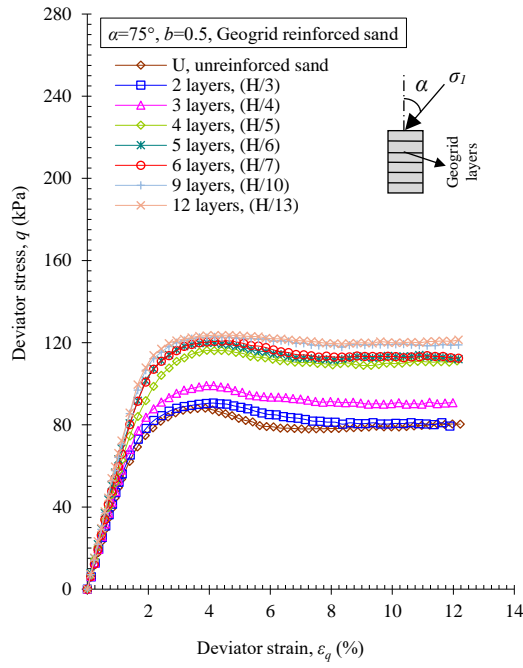 α=75°, b=0.5, Geogrid reinforced sand
U, unreinforced sand
2 layers, (H/3)
3 layers, (H/4)
4 layers, (H/5)
5 layers, (H/6)
6 layers, (H/7)
9 layers, (H/10)
12 layers, (H/13)
α
σ1
Geogrid
layers
Deviator stress, q (kPa)
280
240
200
160
120
80
40
0
2
4
6
8
10
12
14
Deviator strain, εq (%)